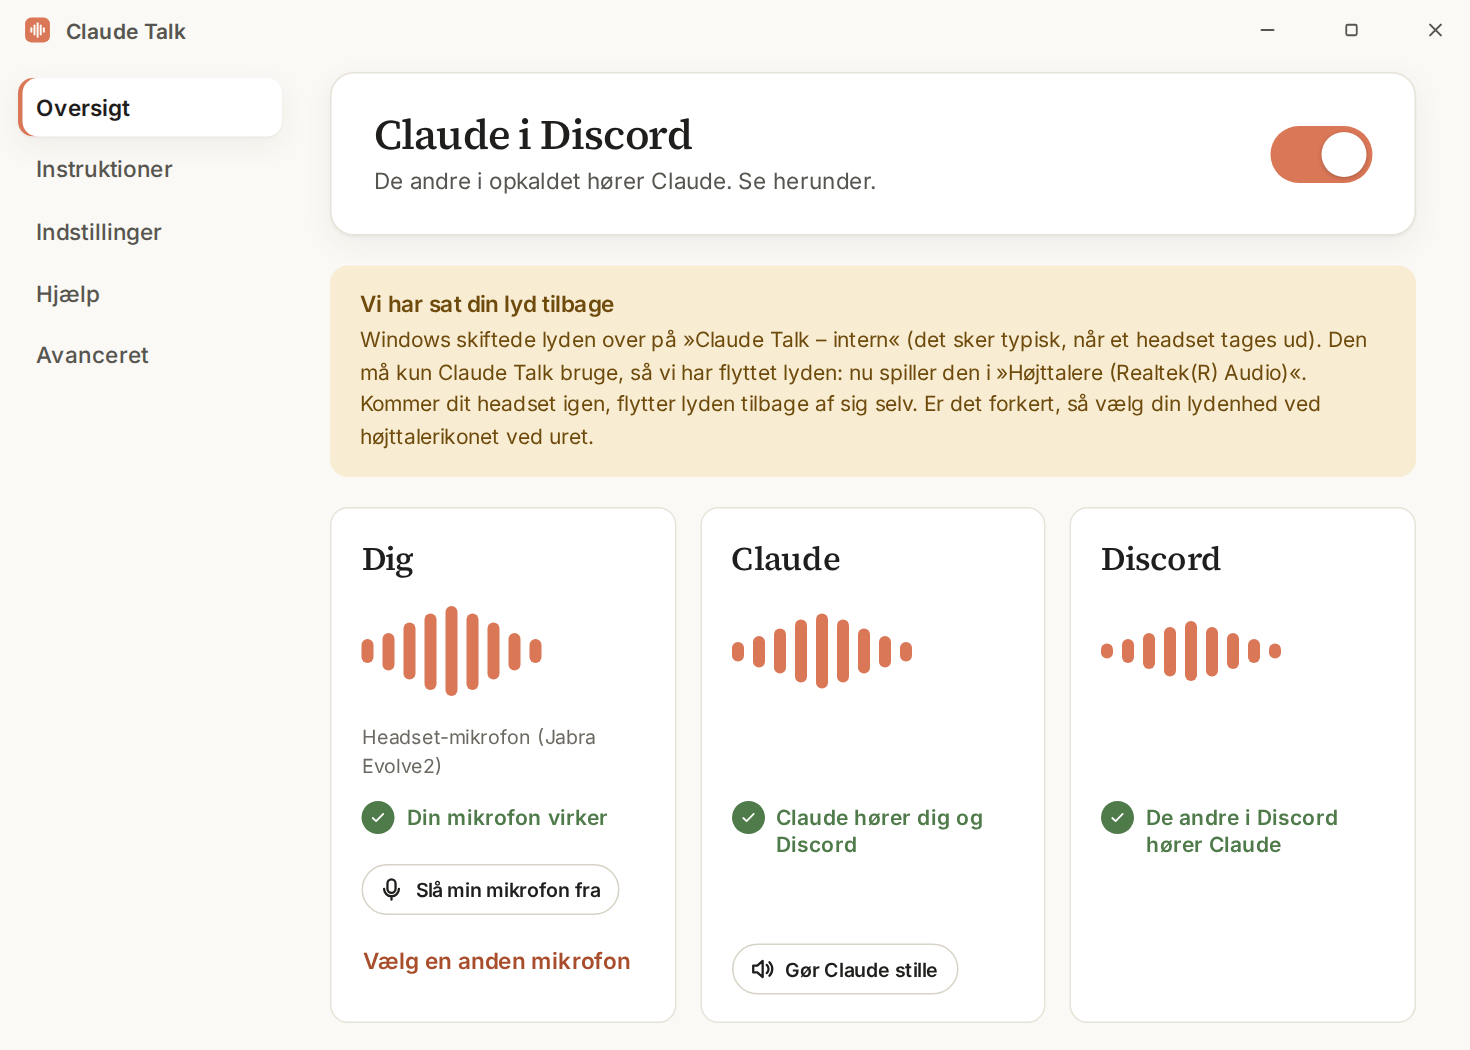 Claude Talk
Oversigt
Instruktioner
Indstillinger
Hjælp
Avanceret
Claude i Discord
De andre i opkaldet hører Claude. Se herunder.
Vi har sat din lyd tilbage
Windows skiftede lyden over på »Claude Talk – intern« (det sker typisk, når et headset tages ud). Den
må kun Claude Talk bruge, så vi har flyttet lyden: nu spiller den i »Højttalere (Realtek(R) Audio)«.
Kommer dit headset igen, flytter lyden tilbage af sig selv. Er det forkert, så vælg din lydenhed ved
højttalerikonet ved uret.
Dig
Headset-mikrofon (Jabra
Evolve2)
Din mikrofon virker
Slå min mikrofon fra
Vælg en anden mikrofon
Claude
Claude hører dig og
Discord
Gør Claude stille
Discord
De andre i Discord
hører Claude